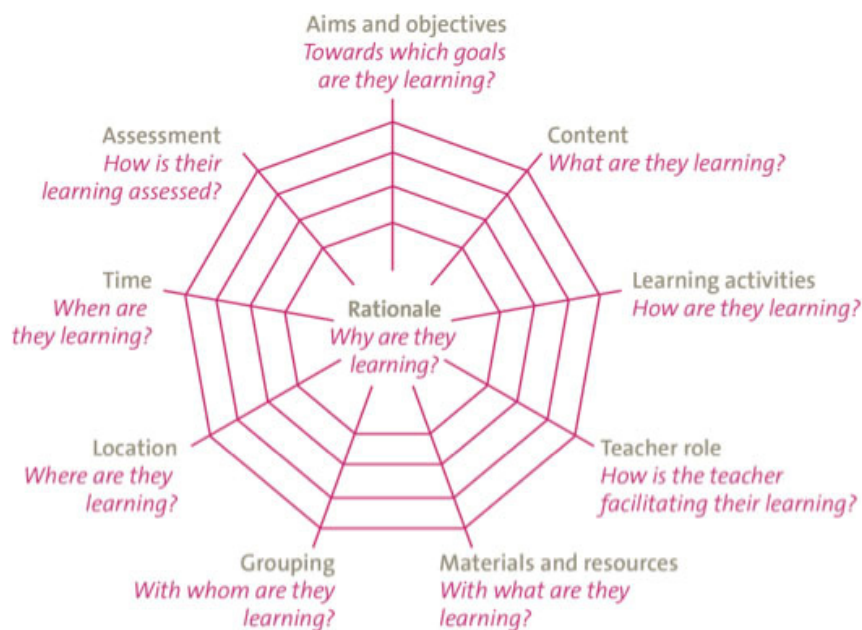 Aims and objectives
Towards which goals
are they learning?
Content
What are they learning?
Learning activities
How are they learning?
Teacher role
How is the teacher
facilitating their learning?
Materials and resources
With what are they
learning?
Grouping
With whom are they
learning?
Location
Where are they
learning?
Time
When are
they learning?
Assessment
How is their
learning assessed?
Rationale
Why are they
learning?